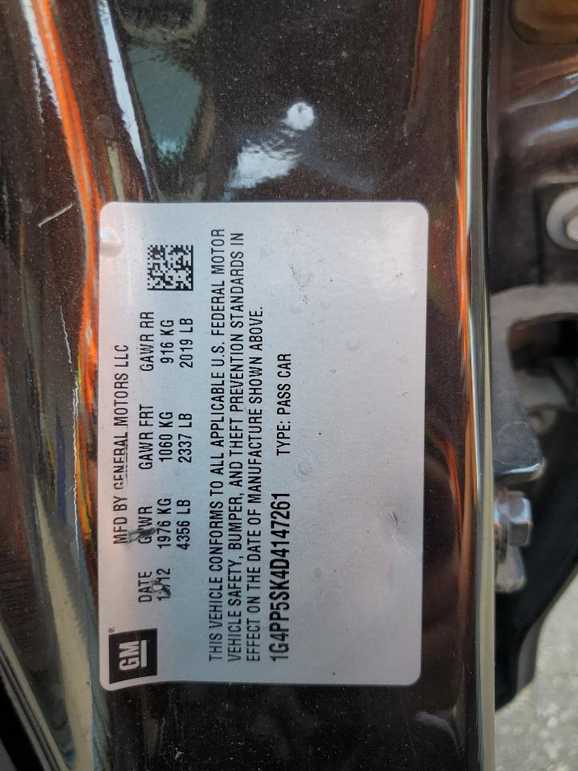 GM®
MFD BY GENERAL MOTORS LLC
DATE GVWR GAWR FRT GAWR RR
12/12 1976 KG 1060 KG 916 KG
4356 LB 2337 LB 2019 LB
THIS VEHICLE CONFORMS TO ALL APPLICABLE U.S. FEDERAL MOTOR
VEHICLE SAFETY, BUMPER, AND THEFT PREVENTION STANDARDS IN
EFFECT ON THE DATE OF MANUFACTURE SHOWN ABOVE.
1G4PP5SK4D4147261 TYPE: PASS CAR